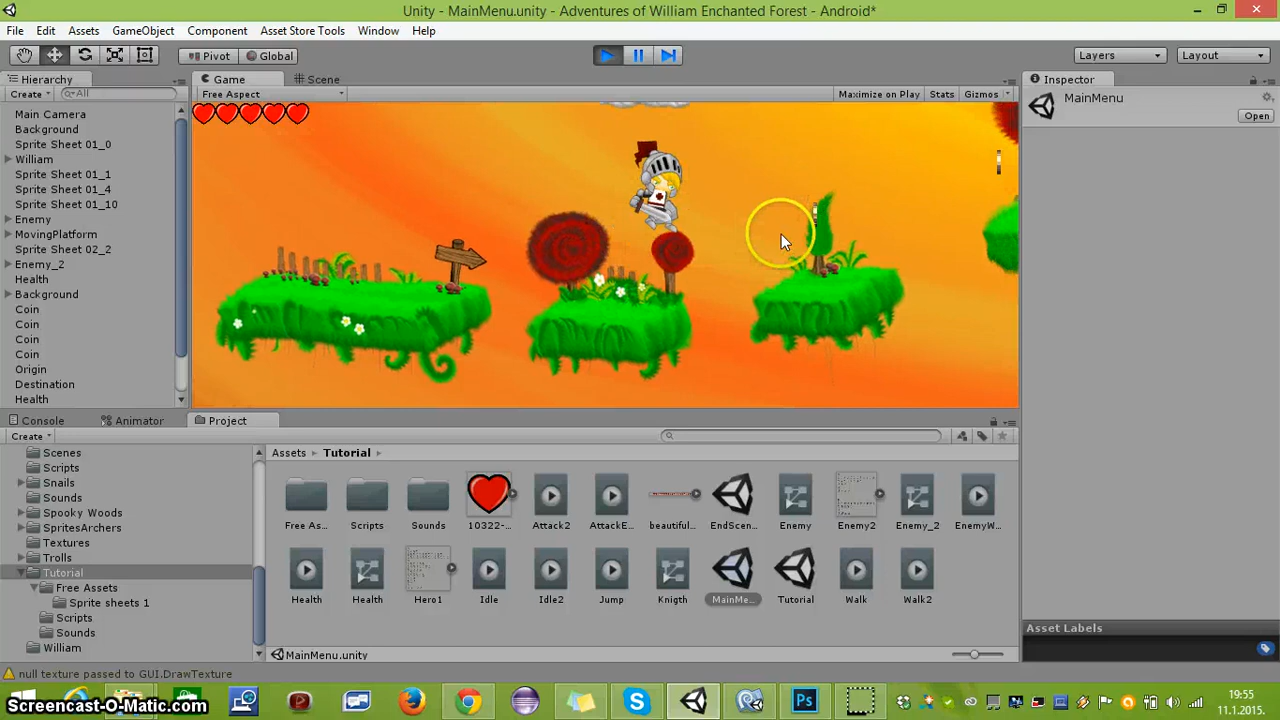 Unity - MainMenu.unity - Adventures of William Enchanted Forest - Android*
File Edit Assets GameObject Component Asset Store Tools Window Help
Pivot Global Layers Layout
Hierarchy Game Scene Inspector
Create All Free Aspect Maximize on Play Stats Gizmos MainMenu
Open
Main Camera
Background
Sprite Sheet 01_0
William
Sprite Sheet 01_1
Sprite Sheet 01_4
Sprite Sheet 01_10
Enemy
MovingPlatform
Sprite Sheet 02_2
Enemy_2
Health
Background
Coin
Coin
Coin
Coin
Origin
Destination
Health
Console Animator Project
Create
Scenes
Scripts
Snails
Sounds
Spooky Woods
SpritesArchers
Textures
Trolls
Tutorial
Free Assets
Sprite sheets 1
Scripts
Sounds
William
Assets Tutorial
Free As... Scripts Sounds 10322-... Attack2 AttackE... beautiful... EndScen... Enemy Enemy2 Enemy_2 EnemyW...
Health Health Hero1 Idle Idle2 Jump Knigth MainMe... Tutorial Walk Walk2
MainMenu.unity
Asset Labels
null texture passed to GUI.DrawTexture
Screencast-O-Matic.com
Ps
19:55
11.1.2015.